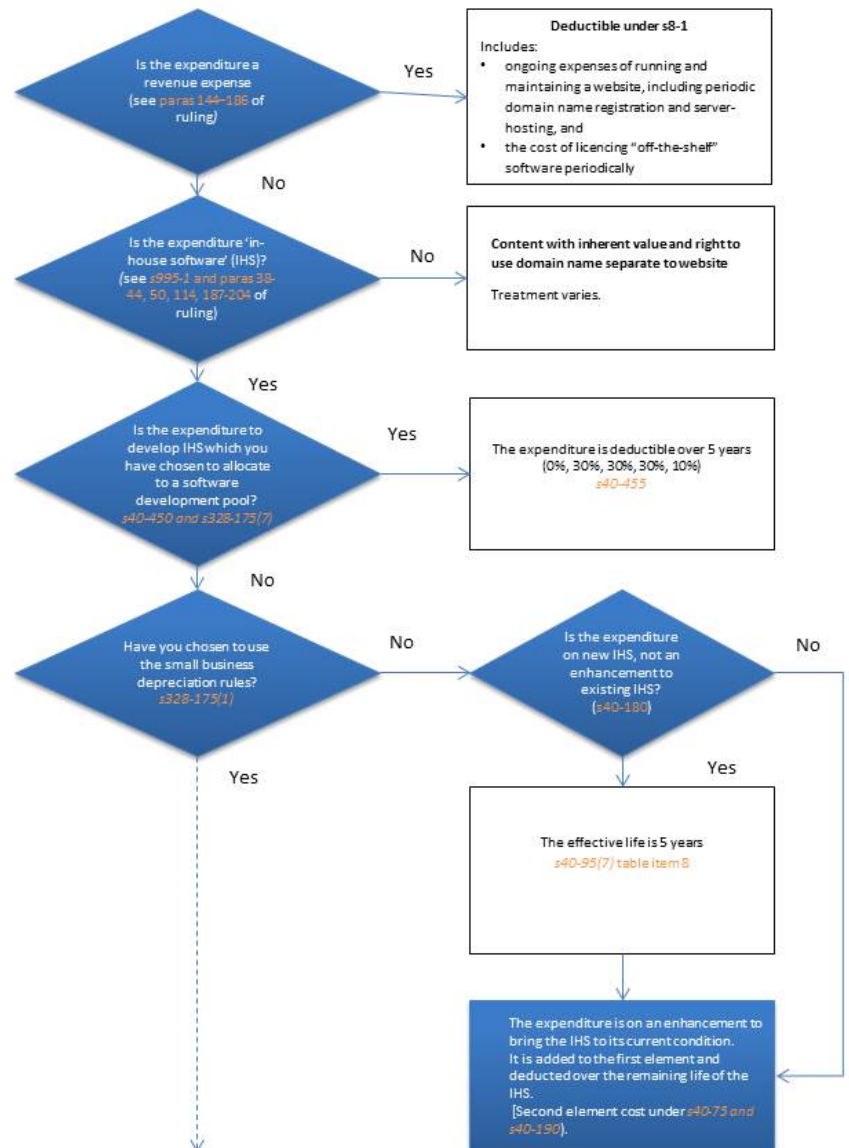 Is the expenditure a
revenue expense
(see paras 144–186 of
ruling)
Yes
Deductible under s8-1
Includes:
• ongoing expenses of running and
maintaining a website, including periodic
domain name registration and server-
hosting, and
• the cost of licencing "off-the-shelf"
software periodically
No
Is the expenditure 'in-
house software' (IHS)?
(see s995-1 and paras 38-
44, 50, 114, 187-204 of
ruling)
No
Content with inherent value and right to
use domain name separate to website
Treatment varies.
Yes
Is the expenditure to
develop IHS which you
have chosen to allocate
to a software
development pool?
s40-450 and s328-175(7)
Yes
The expenditure is deductible over 5 years
(0%, 30%, 30%, 30%, 10%)
s40-455
No
Have you chosen to use
the small business
depreciation rules?
s328-175(1)
No
Is the expenditure
on new IHS, not an
enhancement to
existing IHS?
(s40-180)
No
Yes
Yes
The effective life is 5 years
s40-95(7) table item 8
The expenditure is on an enhancement to
bring the IHS to its current condition.
It is added to the first element and
deducted over the remaining life of the
IHS.
[Second element cost under s40-75 and
s40-190).